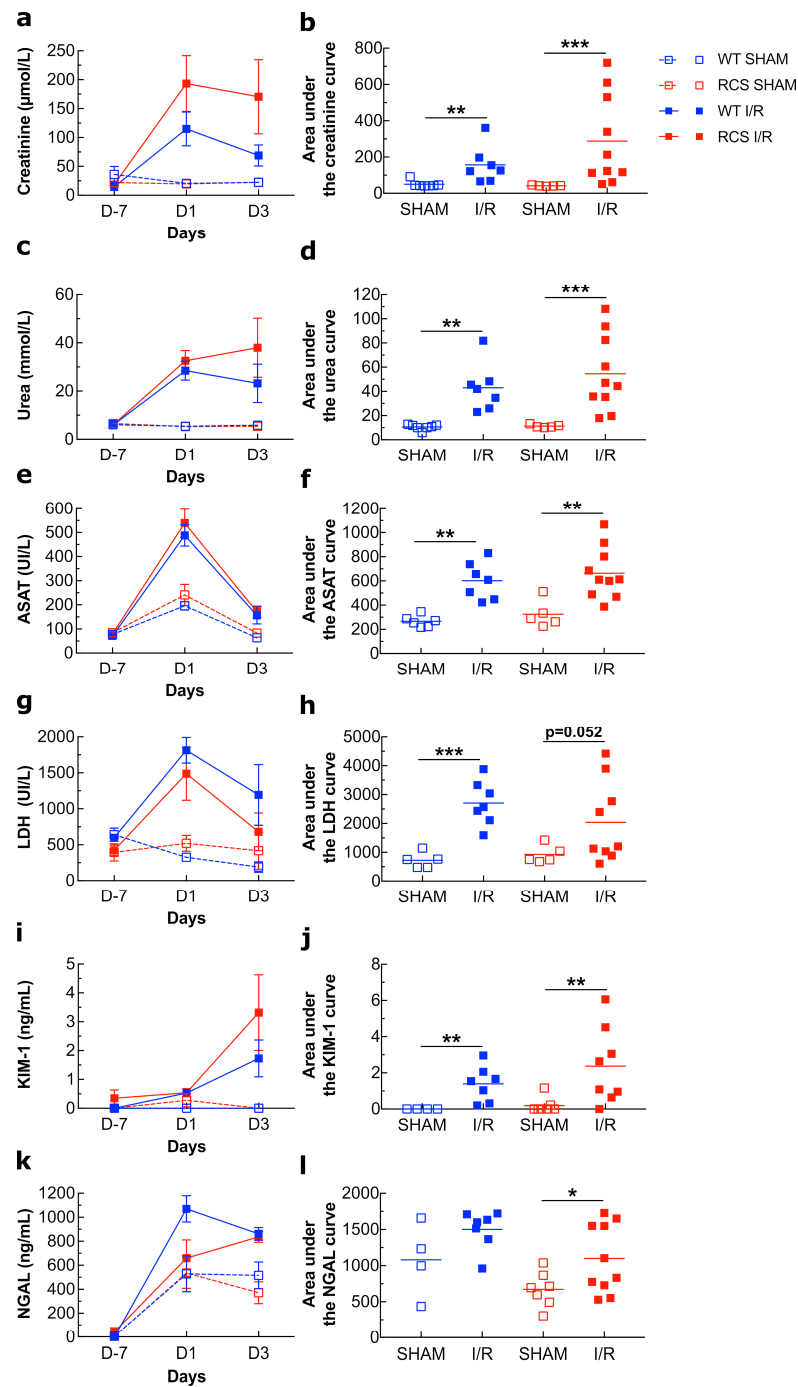 a
250
200
150
100
50
0
Creatinine (µmol/L)
D-7 D1 D3
Days
b
800
600
400
200
0
Area under
the creatinine curve
** ***
SHAM I/R SHAM I/R
WT SHAM
RCS SHAM
WT I/R
RCS I/R
c
60
40
20
0
Urea (mmol/L)
D-7 D1 D3
Days
d
120
100
80
60
40
20
0
Area under
the urea curve
** ***
SHAM I/R SHAM I/R
e
600
500
400
300
200
100
0
ASAT (UI/L)
D-7 D1 D3
Days
f
1200
1000
800
600
400
200
0
Area under
the ASAT curve
** **
SHAM I/R SHAM I/R
g
2000
1500
1000
500
0
LDH (UI/L)
D-7 D1 D3
Days
h
5000
4000
3000
2000
1000
0
Area under
the LDH curve
*** p=0.052
SHAM I/R SHAM I/R
i
5
4
3
2
1
0
KIM-1 (ng/mL)
D-7 D1 D3
Days
j
8
6
4
2
0
Area under
the KIM-1 curve
** **
SHAM I/R SHAM I/R
k
1200
1000
800
600
400
200
0
NGAL (ng/mL)
D-7 D1 D3
Days
l
2000
1500
1000
500
0
Area under
the NGAL curve
*
SHAM I/R SHAM I/R